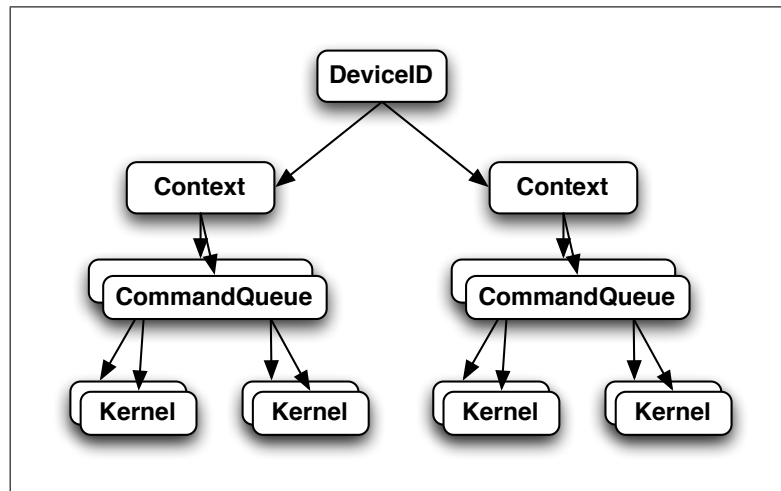 DeviceID
Context
Context
CommandQueue
CommandQueue
Kernel
Kernel
Kernel
Kernel